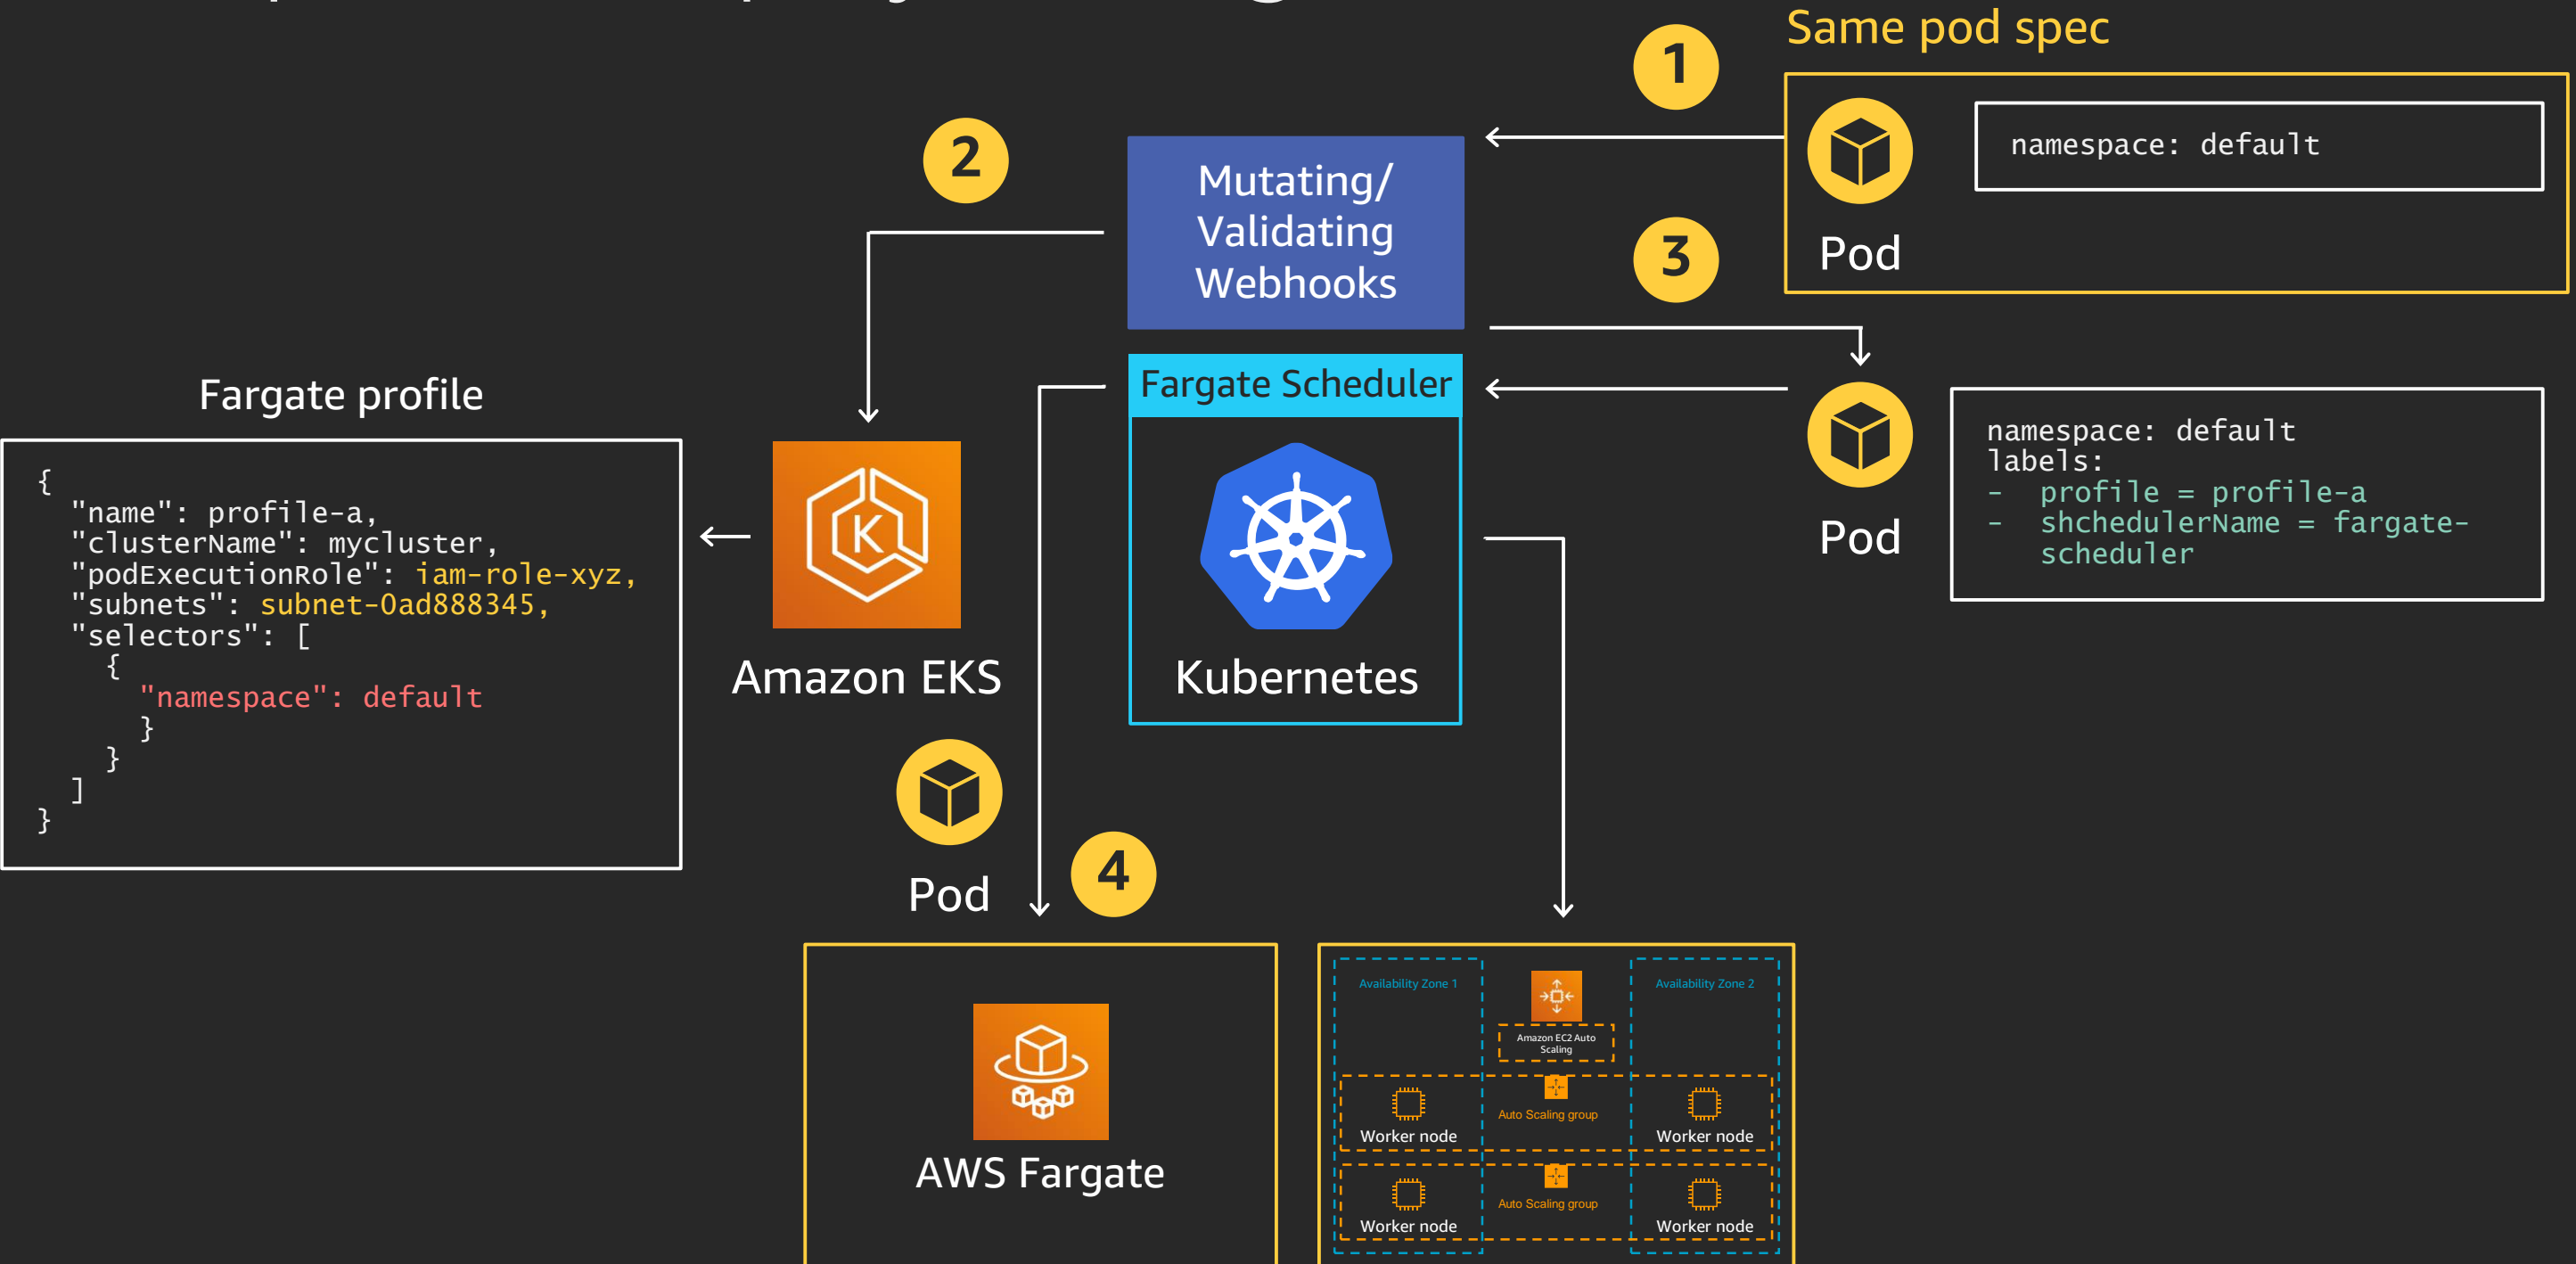 Same pod spec
1
namespace: default
Pod
2
Mutating/
Validating
Webhooks
3
Fargate Scheduler
Kubernetes
namespace: default
labels:
- profile = profile-a
- shchedulerName = fargate-
scheduler
Pod
Fargate profile
{
"name": profile-a,
"clusterName": mycluster,
"podExecutionRole": iam-role-xyz,
"subnets": subnet-0ad888345,
"selectors": [
{
"namespace": default
}
}
]
}
K
Amazon EKS
Pod
4
AWS Fargate
Availability Zone 1
Availability Zone 2
Amazon EC2 Auto
Scaling
Auto Scaling group
Worker node
Worker node
Auto Scaling group
Worker node
Worker node